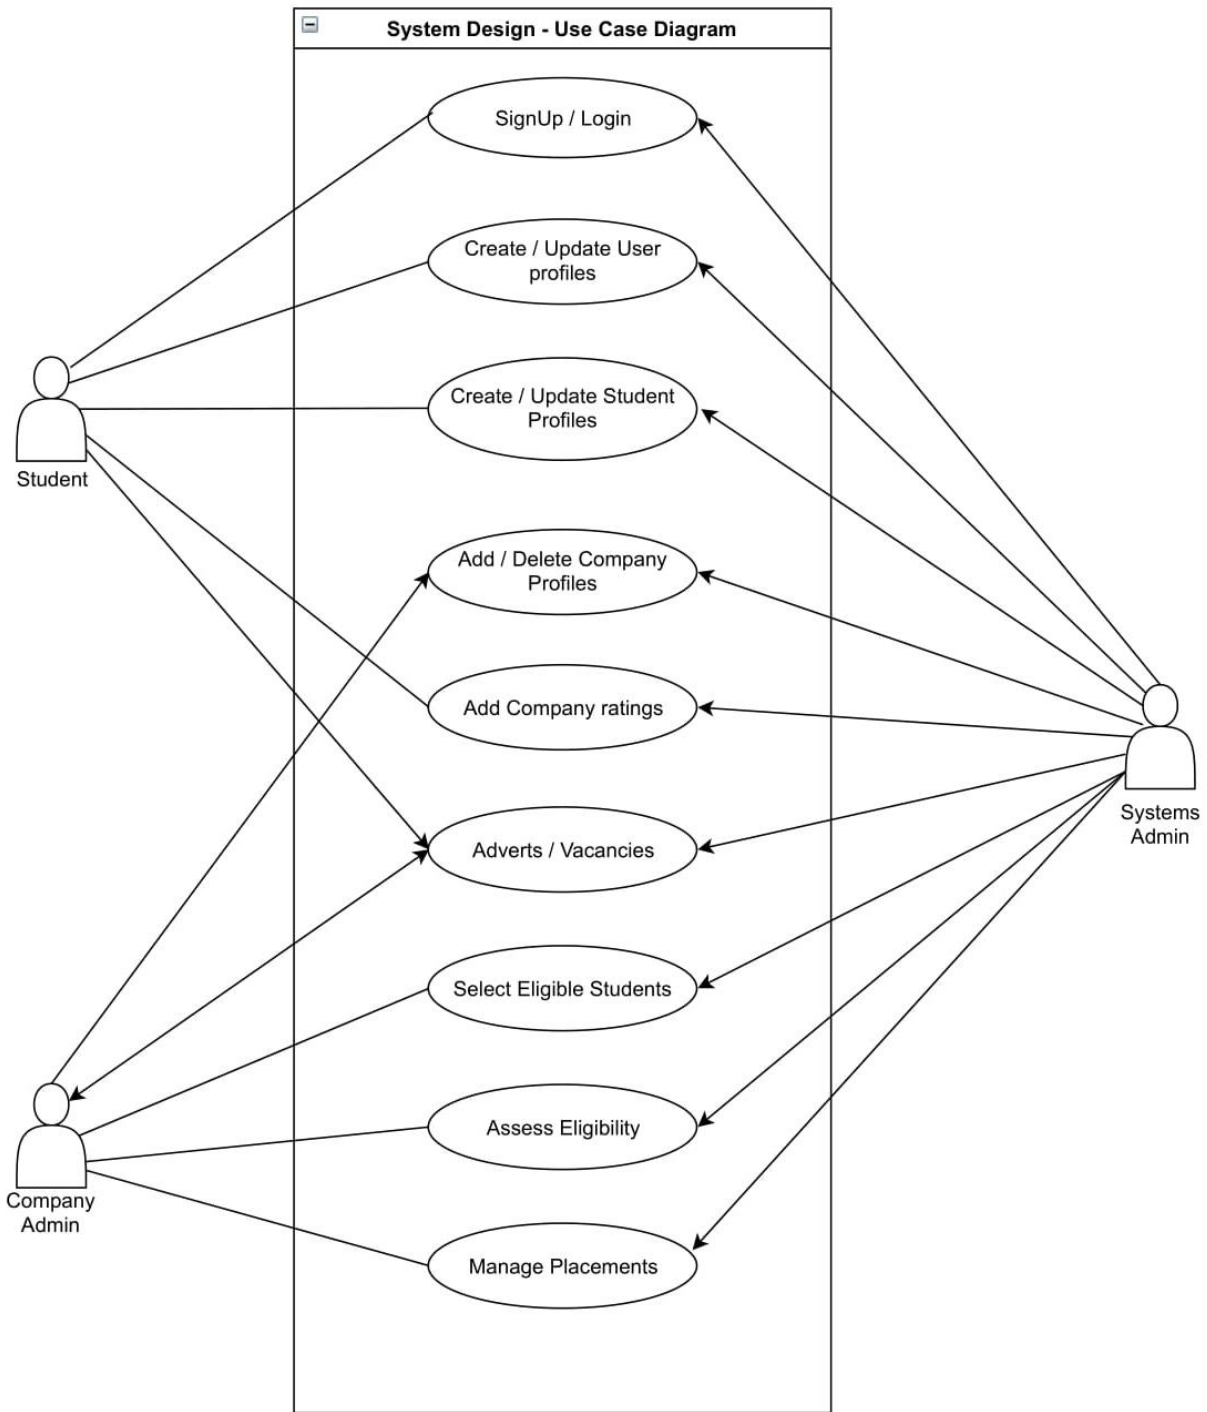 System Design - Use Case Diagram
SignUp / Login
Create / Update User
profiles
Create / Update Student
Profiles
Student
Add / Delete Company
Profiles
Add Company ratings
Systems
Admin
Adverts / Vacancies
Select Eligible Students
Assess Eligibility
Company
Admin
Manage Placements